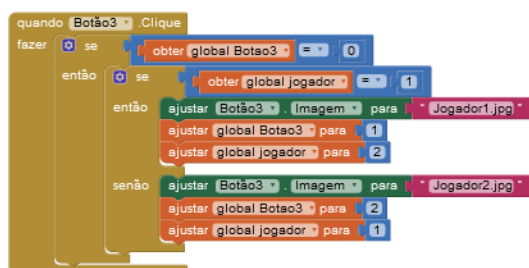 quando Botão3 .Clique
fazer se obter global Botao3 = 0
então se obter global jogador = 1
então ajustar Botão3 . Imagem para " Jogador1.jpg "
ajustar global Botao3 para 1
ajustar global jogador para 2
senão ajustar Botão3 . Imagem para " Jogador2.jpg "
ajustar global Botao3 para 2
ajustar global jogador para 1